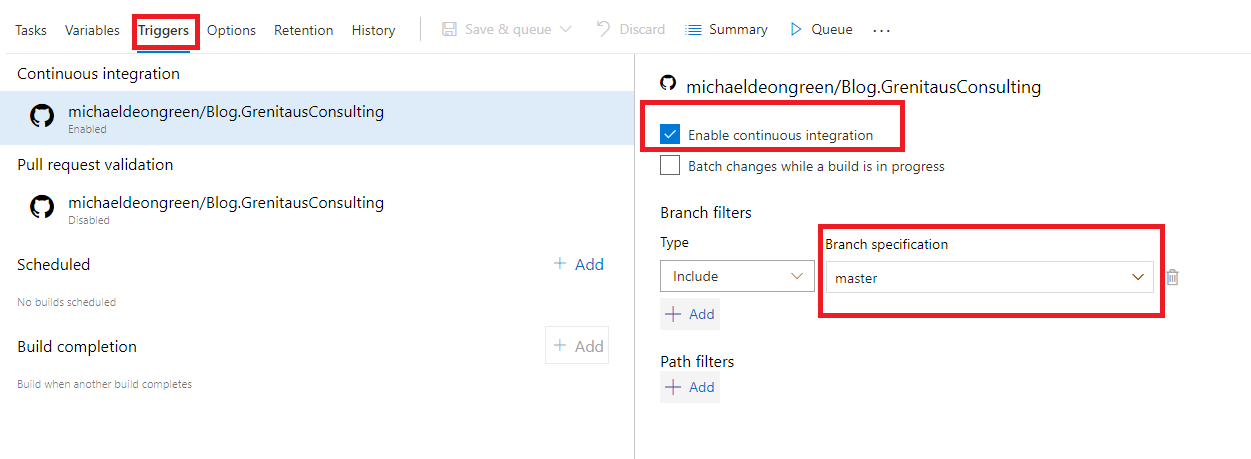 Tasks Variables Triggers Options Retention History Save & queue Discard Summary Queue ...
Continuous integration
michaeldeongreen/Blog.GrenitausConsulting
Enabled
Pull request validation
michaeldeongreen/Blog.GrenitausConsulting
Disabled
Scheduled + Add
No builds scheduled
Build completion + Add
Build when another build completes
michaeldeongreen/Blog.GrenitausConsulting
Enable continuous integration
Batch changes while a build is in progress
Branch filters
Type Branch specification
Include master
+ Add
Path filters
+ Add